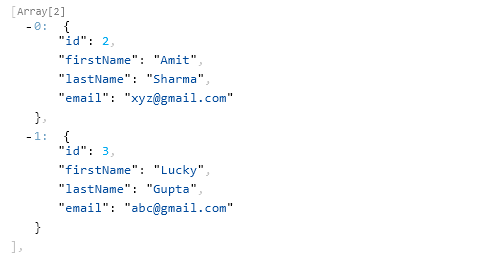 [Array[2]
-0: {
"id": 2,
"firstName": "Amit",
"lastName": "Sharma",
"email": "xyz@gmail.com"
},
-1: {
"id": 3,
"firstName": "Lucky",
"lastName": "Gupta",
"email": "abc@gmail.com"
}
],